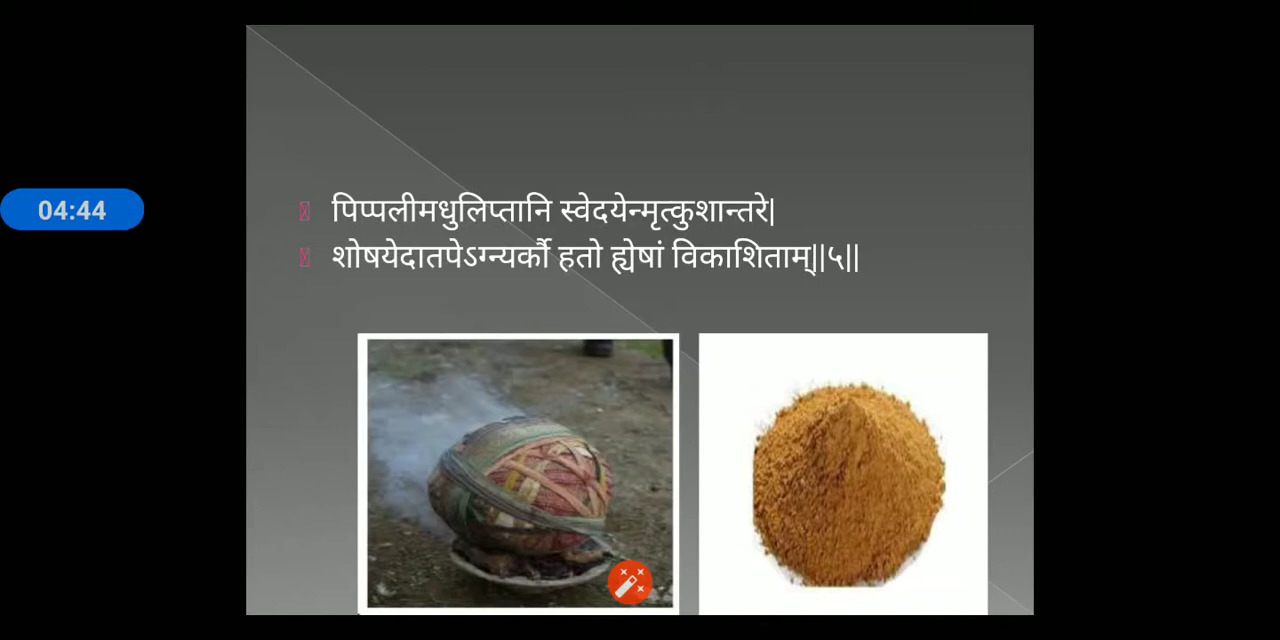 04:44
पिप्पलीमधुलिप्तानि स्वेदयेन्मृत्कुशान्तरे|
शोषयेदातपेऽग्न्यर्कौ हतो ह्येषां विकाशिताम्||५||